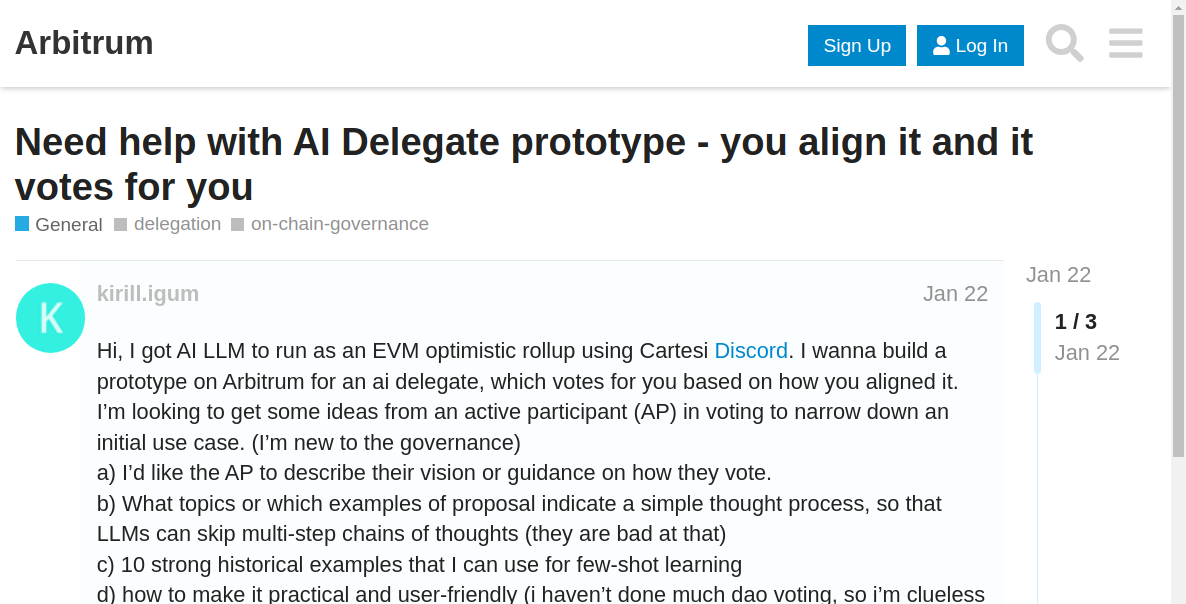 Arbitrum
Sign Up
Log In
Need help with AI Delegate prototype - you align it and it
votes for you
General delegation on-chain-governance
Jan 22
K
kirill.igum
Jan 22
1 / 3
Jan 22
Hi, I got AI LLM to run as an EVM optimistic rollup using Cartesi Discord. I wanna build a
prototype on Arbitrum for an ai delegate, which votes for you based on how you aligned it.
I’m looking to get some ideas from an active participant (AP) in voting to narrow down an
initial use case. (I’m new to the governance)
a) I’d like the AP to describe their vision or guidance on how they vote.
b) What topics or which examples of proposal indicate a simple thought process, so that
LLMs can skip multi-step chains of thoughts (they are bad at that)
c) 10 strong historical examples that I can use for few-shot learning
d) how to make it practical and user-friendly (i haven’t done much dao voting, so i’m clueless